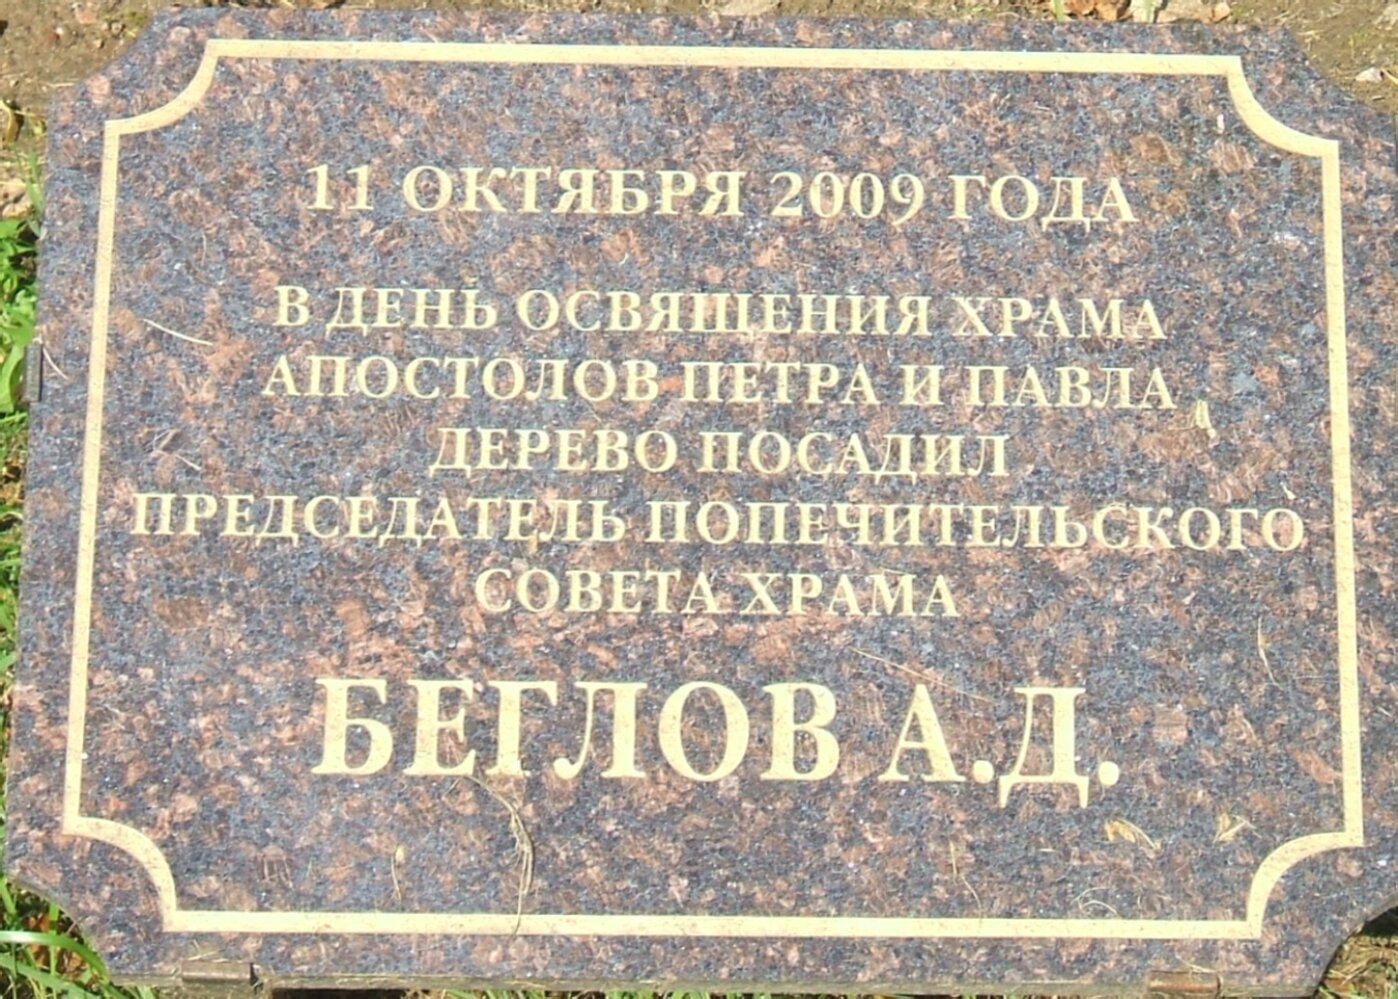 11 ОКТЯБРЯ 2009 ГОДА
В ДЕНЬ ОСВЯЩЕНИЯ ХРАМА
АПОСТОЛОВ ПЕТРА И ПАВЛА
ДЕРЕВО ПОСАДИЛ
ПРЕДСЕДАТЕЛЬ ПОПЕЧИТЕЛЬСКОГО
СОВЕТА ХРАМА
БЕГЛОВ А.Д.